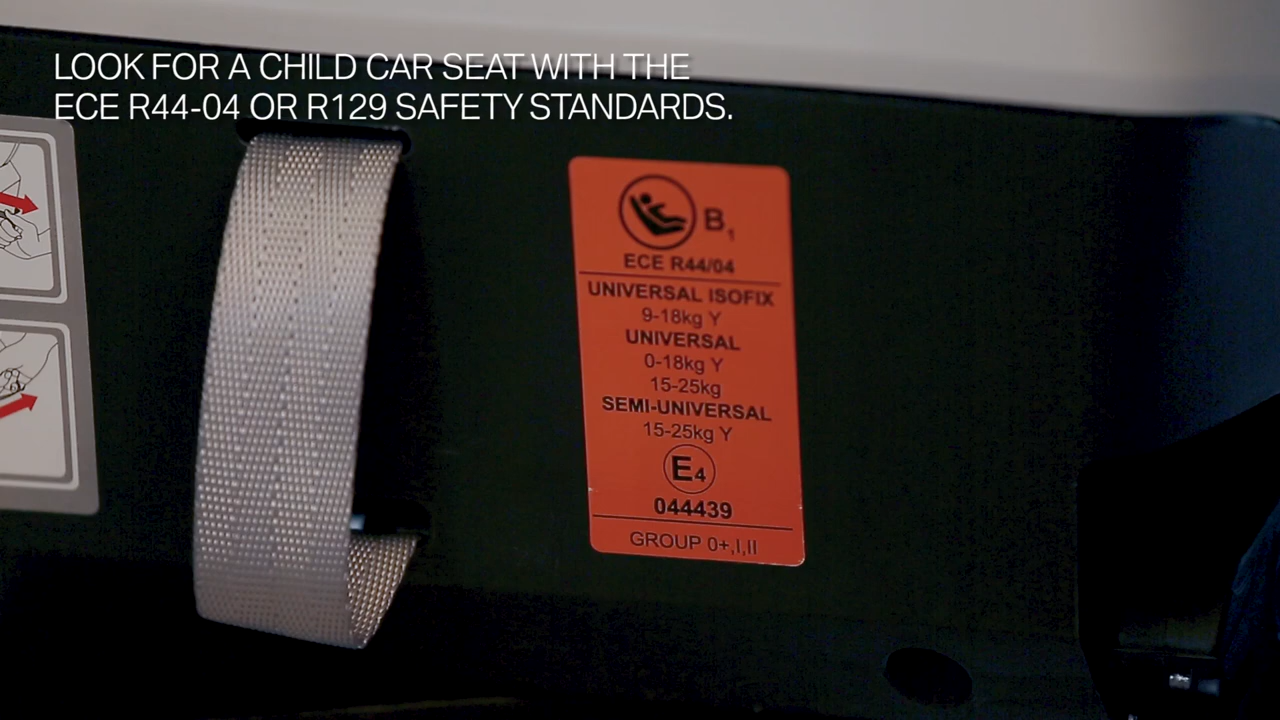 LOOK FOR A CHILD CAR SEAT WITH THE
ECE R44-04 OR R129 SAFETY STANDARDS.
B1
ECE R44/04
UNIVERSAL ISOFIX
9-18kg Y
UNIVERSAL
0-18kg Y
15-25kg
SEMI-UNIVERSAL
15-25kg Y
E4
044439
GROUP 0+,I,II